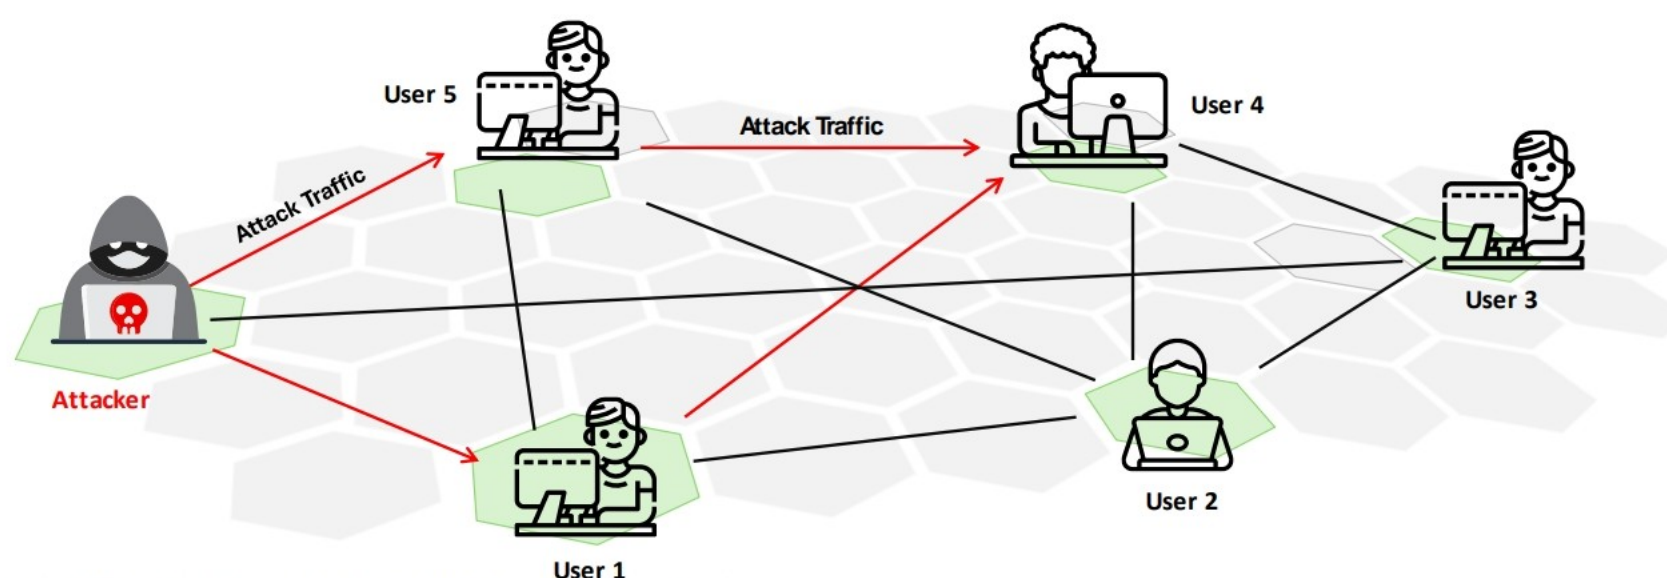 User 5
Attack Traffic
User 4
Attack Traffic
User 3
Attacker
User 2
User 1